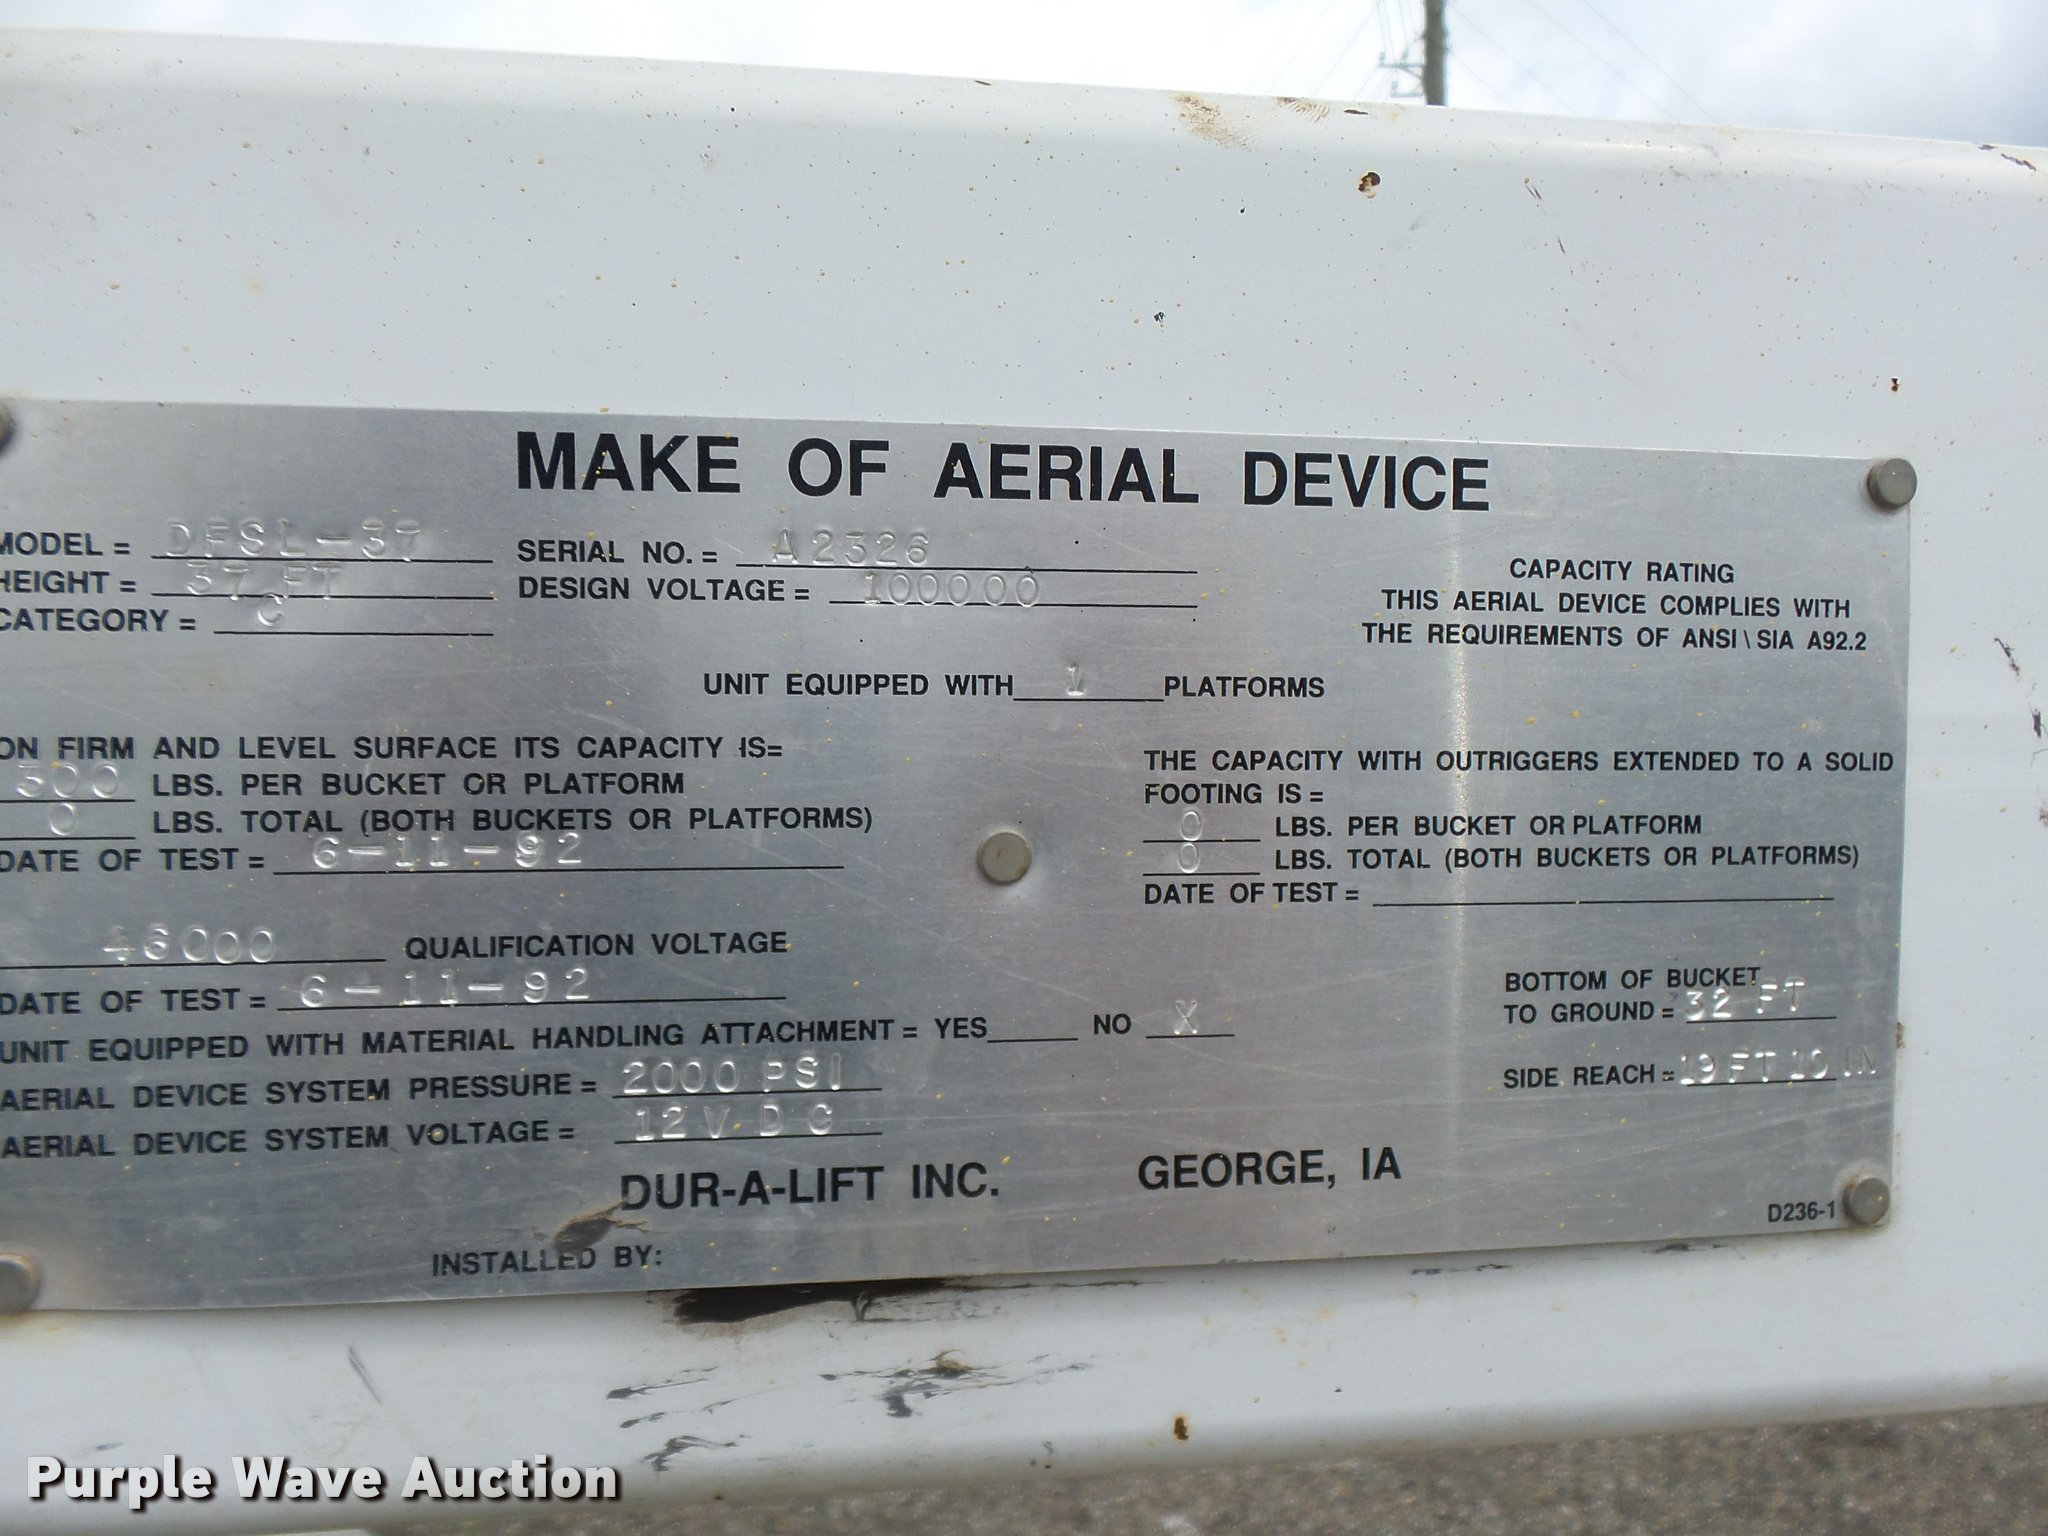 MAKE OF AERIAL DEVICE
MODEL = DFSL-37 SERIAL NO. = A2326
HEIGHT = 37 FT DESIGN VOLTAGE = 100000
CATEGORY = C
CAPACITY RATING
THIS AERIAL DEVICE COMPLIES WITH
THE REQUIREMENTS OF ANSI \ SIA A92.2
UNIT EQUIPPED WITH 1 PLATFORMS
ON FIRM AND LEVEL SURFACE ITS CAPACITY IS=
300 LBS. PER BUCKET OR PLATFORM
0 LBS. TOTAL (BOTH BUCKETS OR PLATFORMS)
DATE OF TEST = 6-11-92
THE CAPACITY WITH OUTRIGGERS EXTENDED TO A SOLID
FOOTING IS =
0 LBS. PER BUCKET OR PLATFORM
0 LBS. TOTAL (BOTH BUCKETS OR PLATFORMS)
DATE OF TEST =
46000 QUALIFICATION VOLTAGE
DATE OF TEST = 6-11-92
UNIT EQUIPPED WITH MATERIAL HANDLING ATTACHMENT = YES NO X
AERIAL DEVICE SYSTEM PRESSURE = 2000 PSI
AERIAL DEVICE SYSTEM VOLTAGE = 12 V D C
BOTTOM OF BUCKET
TO GROUND = 32 FT
SIDE REACH = 19 FT 10 IN
DUR-A-LIFT INC. GEORGE, IA
D236-1
INSTALLED BY:
Purple Wave Auction